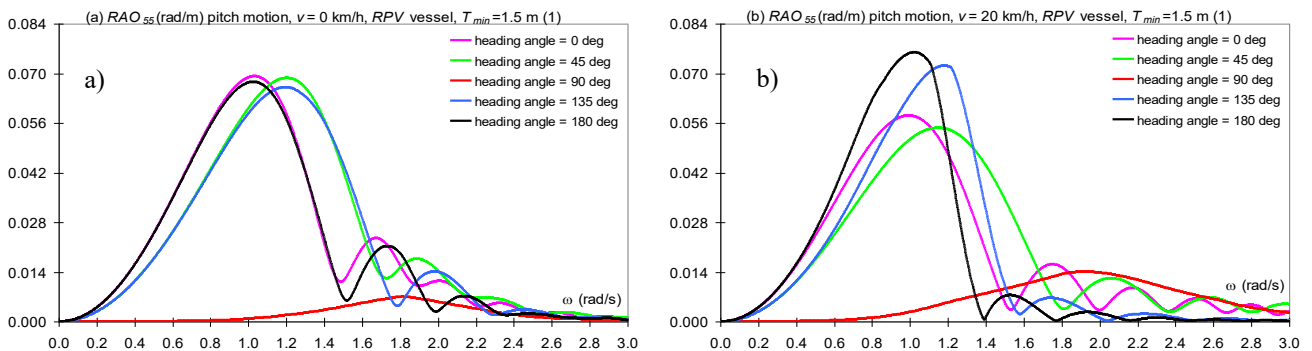 (a) RAO 55 (rad/m) pitch motion, v = 0 km/h, RPV vessel, T min =1.5 m (1)
0.084
0.070
0.056
0.042
0.028
0.014
0.000
a)
heading angle = 0 deg
heading angle = 45 deg
heading angle = 90 deg
heading angle = 135 deg
heading angle = 180 deg
ω (rad/s)
0.0 0.2 0.4 0.6 0.8 1.0 1.2 1.4 1.6 1.8 2.0 2.2 2.4 2.6 2.8 3.0
(b) RAO 55 (rad/m) pitch motion, v = 20 km/h, RPV vessel, T min =1.5 m (1)
0.084
0.070
0.056
0.042
0.028
0.014
0.000
b)
heading angle = 0 deg
heading angle = 45 deg
heading angle = 90 deg
heading angle = 135 deg
heading angle = 180 deg
ω (rad/s)
0.0 0.2 0.4 0.6 0.8 1.0 1.2 1.4 1.6 1.8 2.0 2.2 2.4 2.6 2.8 3.0